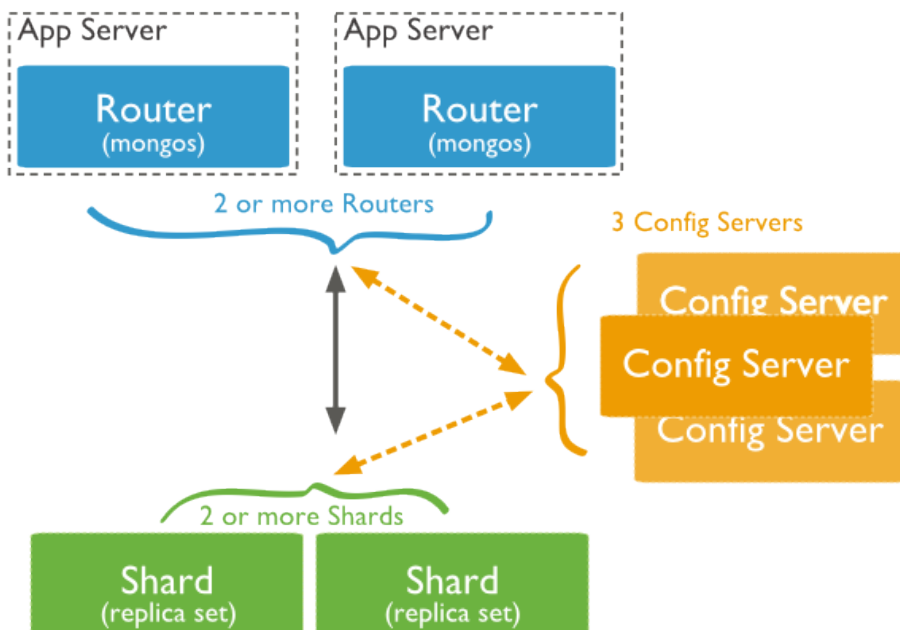 App Server
App Server
Router
(mongos)
Router
(mongos)
2 or more Routers
3 Config Servers
Config Server
Config Server
Config Server
2 or more Shards
Shard
(replica set)
Shard
(replica set)